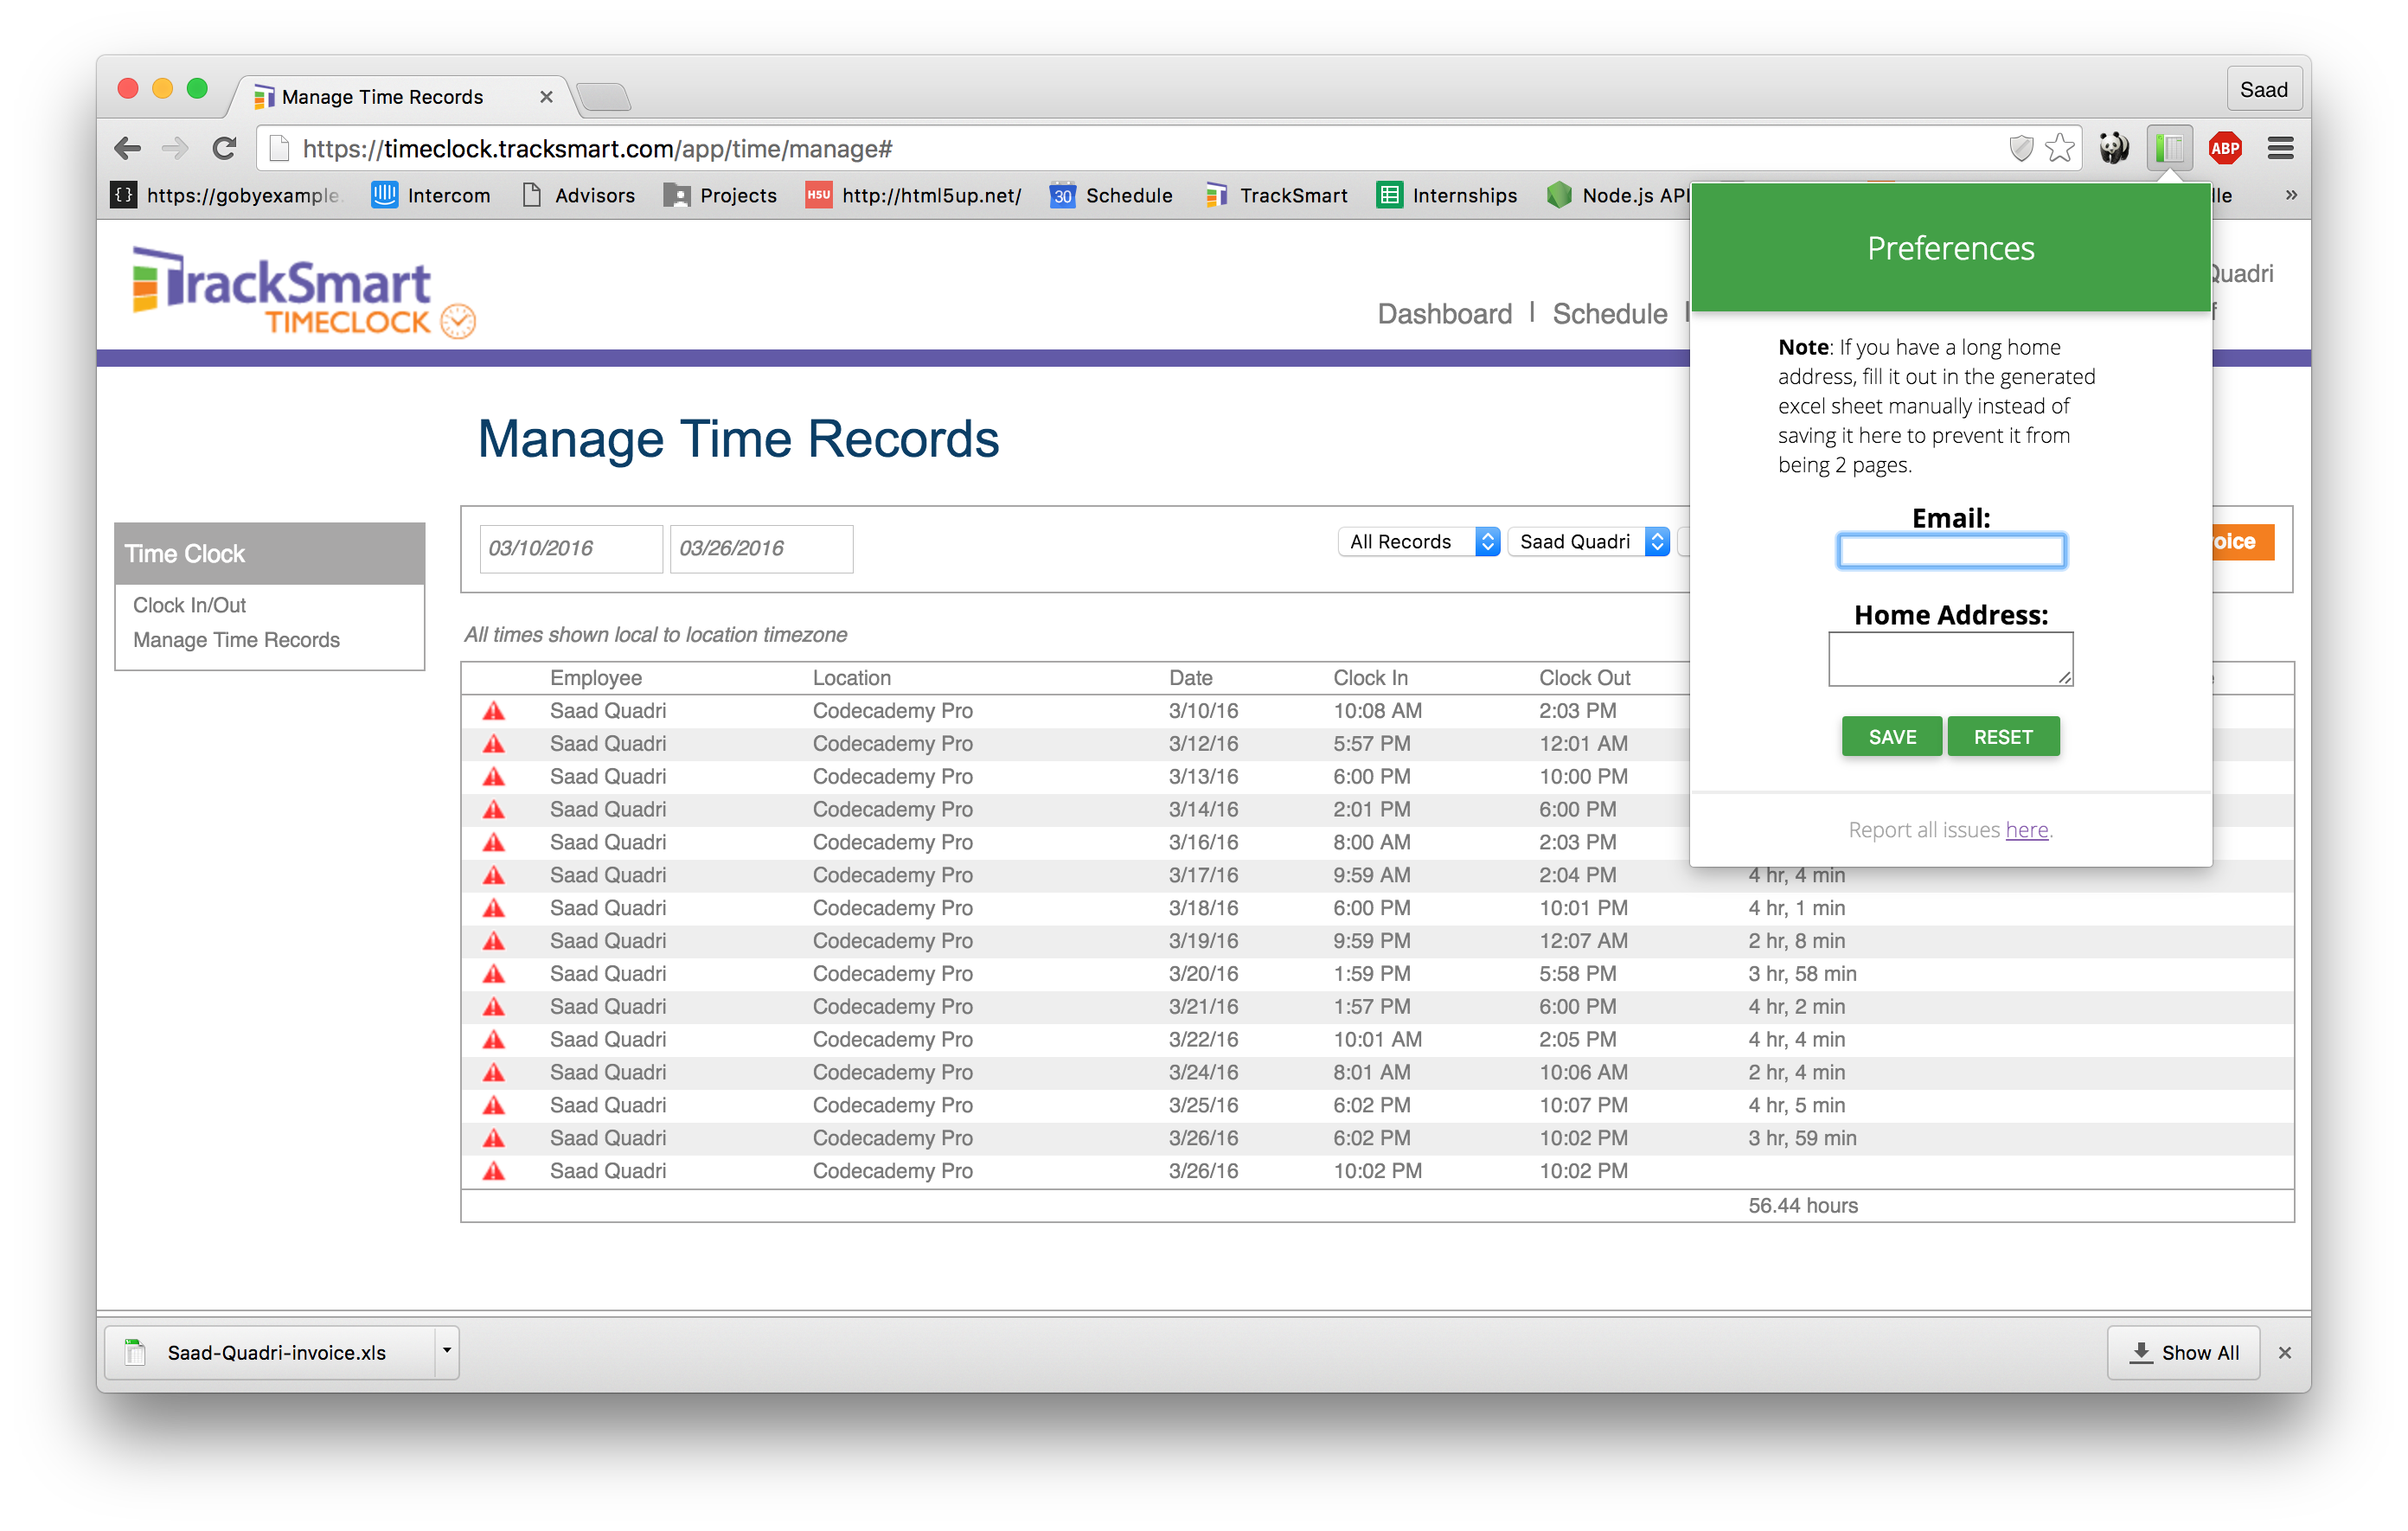 Manage Time Records
Saad
https://timeclock.tracksmart.com/app/time/manage#
ABP
{} https://gobyexample. Intercom Advisors Projects H5U http://html5up.net/ 30 Schedule TrackSmart Internships Node.js API
»
TrackSmart
TIMECLOCK
Dashboard | Schedule |
Quadri
Preferences
Note: If you have a long home
address, fill it out in the generated
excel sheet manually instead of
saving it here to prevent it from
being 2 pages.
Email:
Home Address:
SAVE RESET
Report all issues here.
Manage Time Records
Time Clock
Clock In/Out
Manage Time Records
03/10/2016 03/26/2016 All Records Saad Quadri
All times shown local to location timezone
Employee Location Date Clock In Clock Out
Saad Quadri Codecademy Pro 3/10/16 10:08 AM 2:03 PM
Saad Quadri Codecademy Pro 3/12/16 5:57 PM 12:01 AM
Saad Quadri Codecademy Pro 3/13/16 6:00 PM 10:00 PM
Saad Quadri Codecademy Pro 3/14/16 2:01 PM 6:00 PM
Saad Quadri Codecademy Pro 3/16/16 8:00 AM 2:03 PM
Saad Quadri Codecademy Pro 3/17/16 9:59 AM 2:04 PM 4 hr, 4 min
Saad Quadri Codecademy Pro 3/18/16 6:00 PM 10:01 PM 4 hr, 1 min
Saad Quadri Codecademy Pro 3/19/16 9:59 PM 12:07 AM 2 hr, 8 min
Saad Quadri Codecademy Pro 3/20/16 1:59 PM 5:58 PM 3 hr, 58 min
Saad Quadri Codecademy Pro 3/21/16 1:57 PM 6:00 PM 4 hr, 2 min
Saad Quadri Codecademy Pro 3/22/16 10:01 AM 2:05 PM 4 hr, 4 min
Saad Quadri Codecademy Pro 3/24/16 8:01 AM 10:06 AM 2 hr, 4 min
Saad Quadri Codecademy Pro 3/25/16 6:02 PM 10:07 PM 4 hr, 5 min
Saad Quadri Codecademy Pro 3/26/16 6:02 PM 10:02 PM 3 hr, 59 min
Saad Quadri Codecademy Pro 3/26/16 10:02 PM 10:02 PM
56.44 hours
Saad-Quadri-invoice.xls
Show All